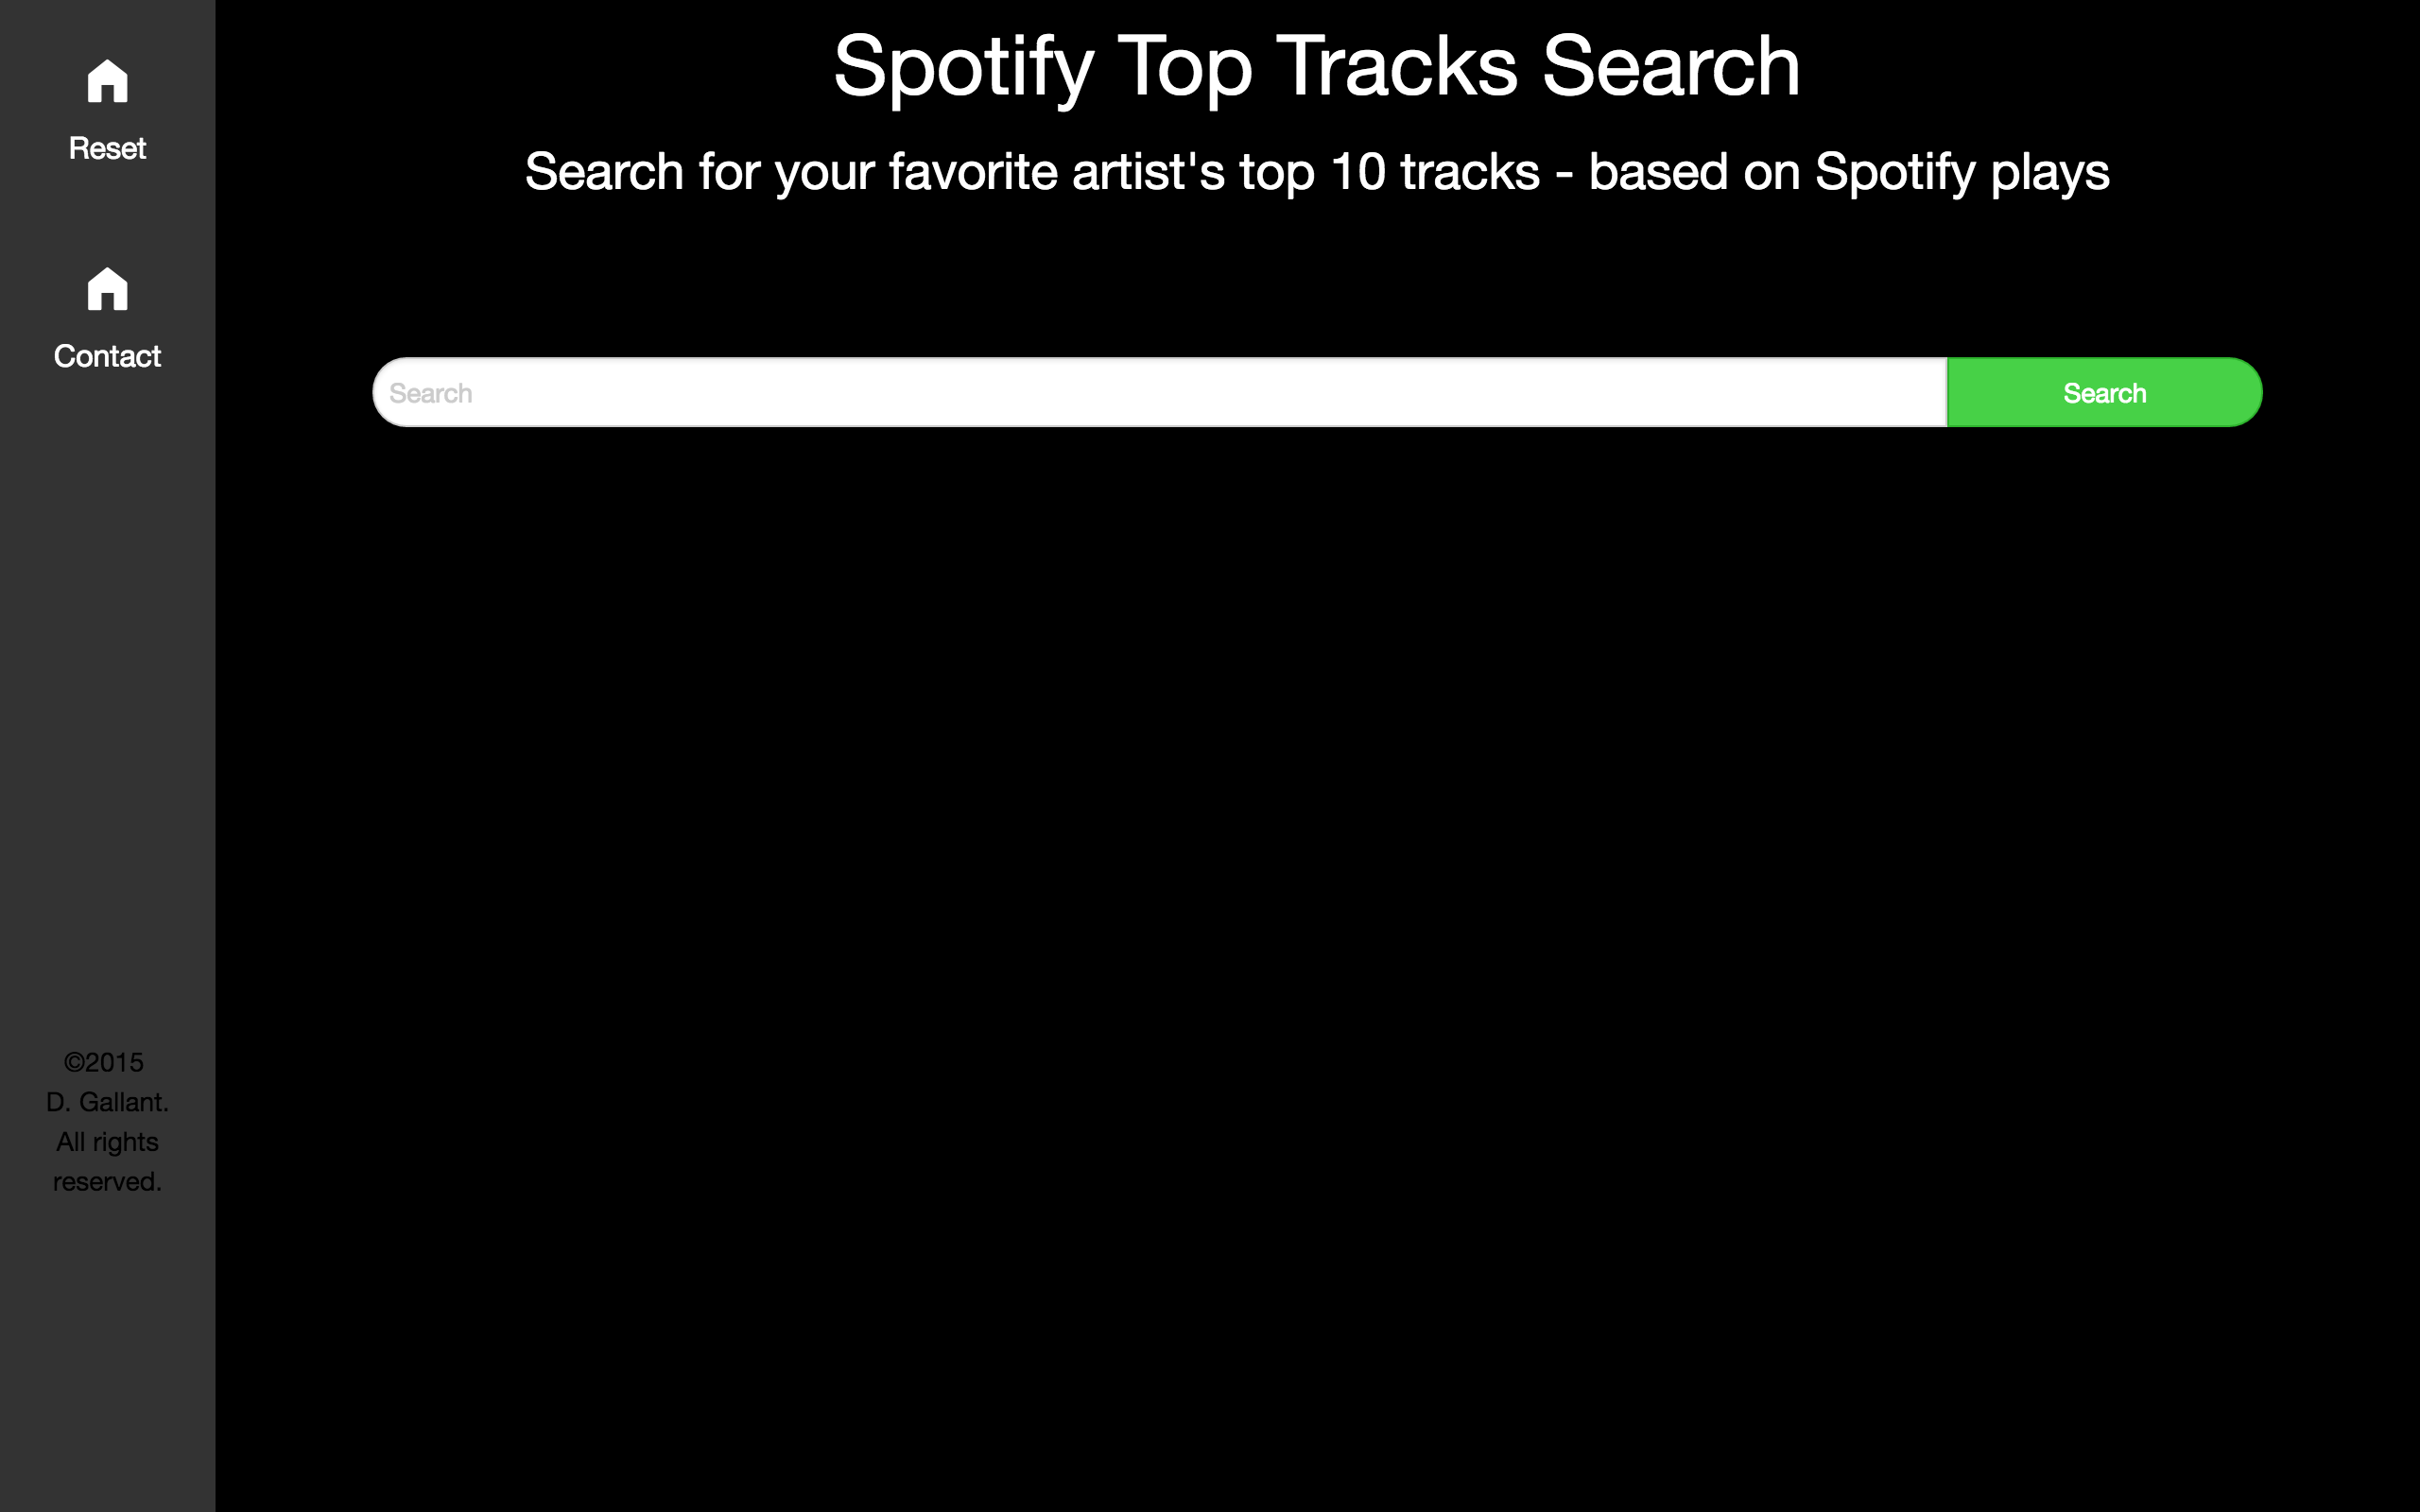 Spotify Top Tracks Search
Search for your favorite artist's top 10 tracks - based on Spotify plays
Reset
Contact
Search
Search
©2015
D. Gallant.
All rights
reserved.